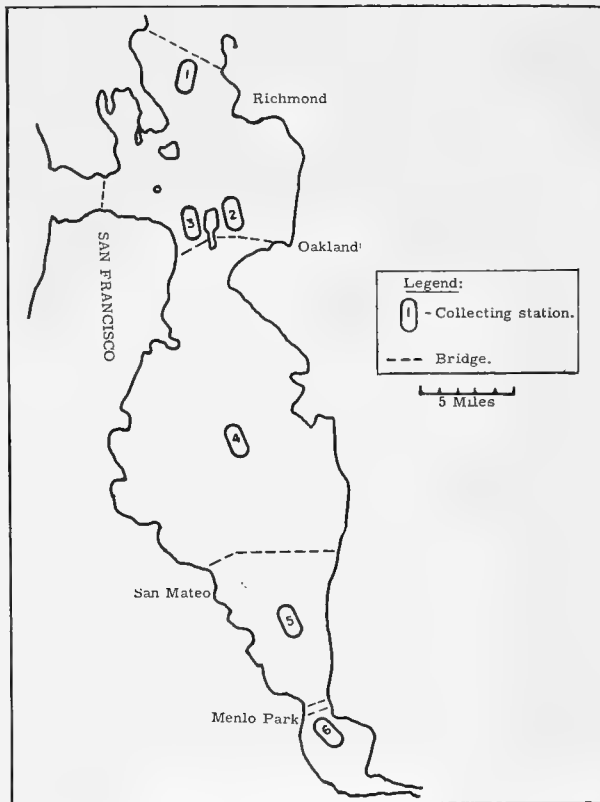 1
Richmond
3
2
Oakland
SAN FRANCISCO
Legend:
1 - Collecting station.
--- Bridge.
5 Miles
4
San Mateo
5
Menlo Park
6